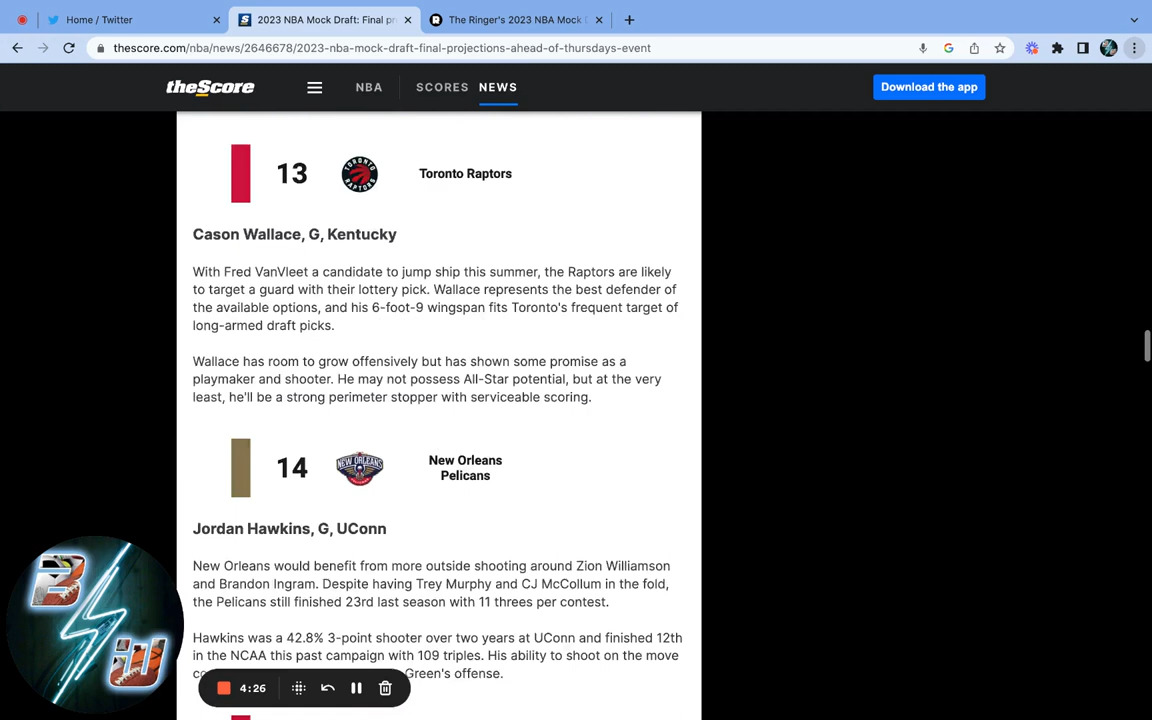 Home / Twitter
2023 NBA Mock Draft: Final pr
The Ringer's 2023 NBA Mock
thescore.com/nba/news/2646678/2023-nba-mock-draft-final-projections-ahead-of-thursdays-event
theScore
NBA
SCORES
NEWS
Download the app
13
TORONTO
RAPTORS
Toronto Raptors
Cason Wallace, G, Kentucky
With Fred VanVleet a candidate to jump ship this summer, the Raptors are likely
to target a guard with their lottery pick. Wallace represents the best defender of
the available options, and his 6-foot-9 wingspan fits Toronto's frequent target of
long-armed draft picks.
Wallace has room to grow offensively but has shown some promise as a
playmaker and shooter. He may not possess All-Star potential, but at the very
least, he'll be a strong perimeter stopper with serviceable scoring.
14
NEW ORLEANS
PELICANS
New Orleans
Pelicans
Jordan Hawkins, G, UConn
New Orleans would benefit from more outside shooting around Zion Williamson
and Brandon Ingram. Despite having Trey Murphy and CJ McCollum in the fold,
the Pelicans still finished 23rd last season with 11 threes per contest.
Hawkins was a 42.8% 3-point shooter over two years at UConn and finished 12th
in the NCAA this past campaign with 109 triples. His ability to shoot on the move
Green's offense.
4:26